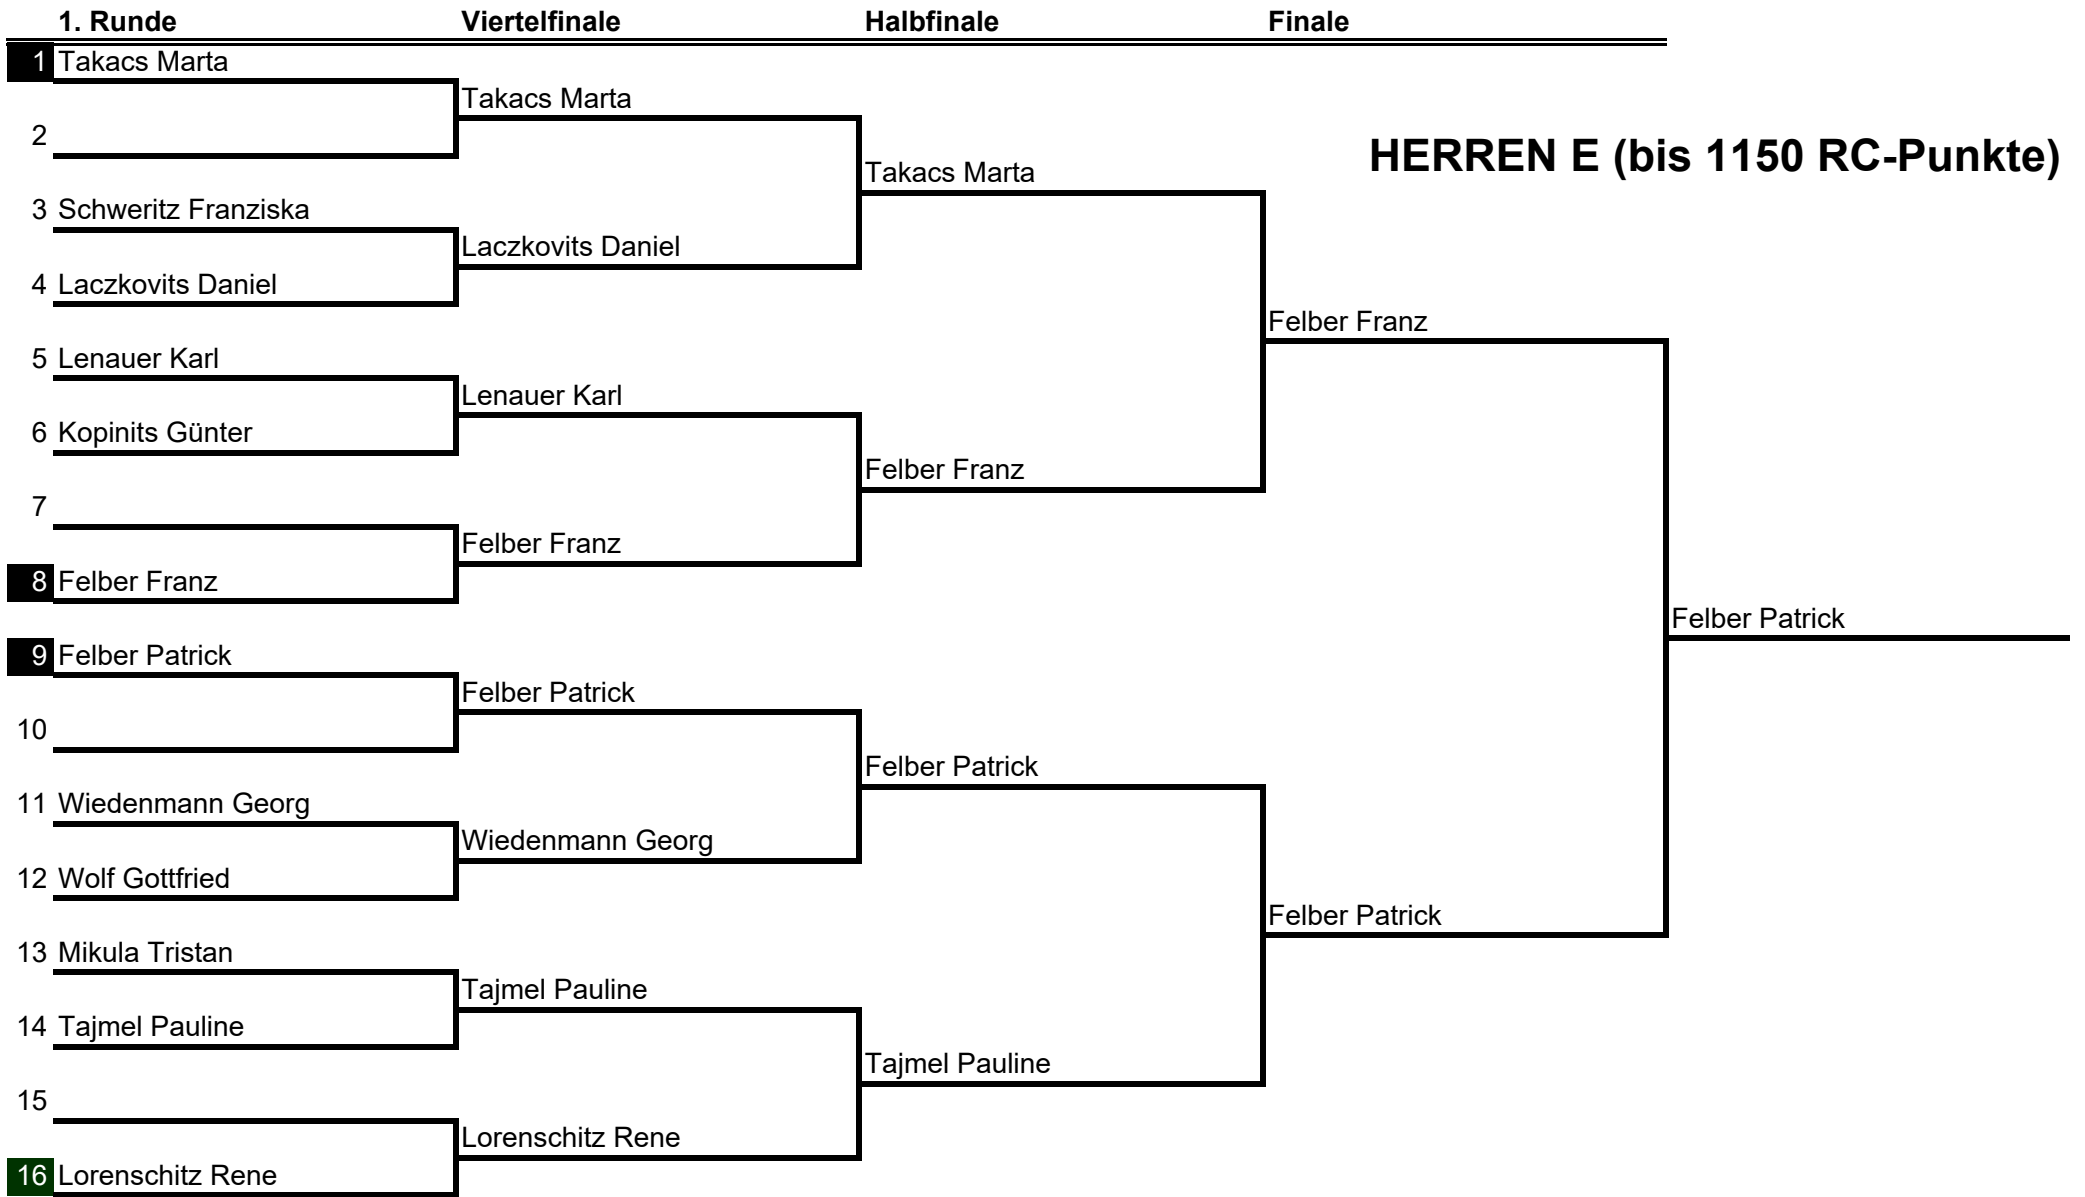 1. Runde Viertelfinale Halbfinale Finale
1 Takacs Marta
Takacs Marta
2
HERREN E (bis 1150 RC-Punkte)
Takacs Marta
3 Schweritz Franziska
Laczkovits Daniel
4 Laczkovits Daniel
Felber Franz
5 Lenauer Karl
Lenauer Karl
6 Kopinits Günter
Felber Franz
7
Felber Franz
8 Felber Franz
Felber Patrick
9 Felber Patrick
Felber Patrick
10
Felber Patrick
11 Wiedenmann Georg
Wiedenmann Georg
12 Wolf Gottfried
Felber Patrick
13 Mikula Tristan
Tajmel Pauline
14 Tajmel Pauline
Tajmel Pauline
15
Lorenschitz Rene
16 Lorenschitz Rene